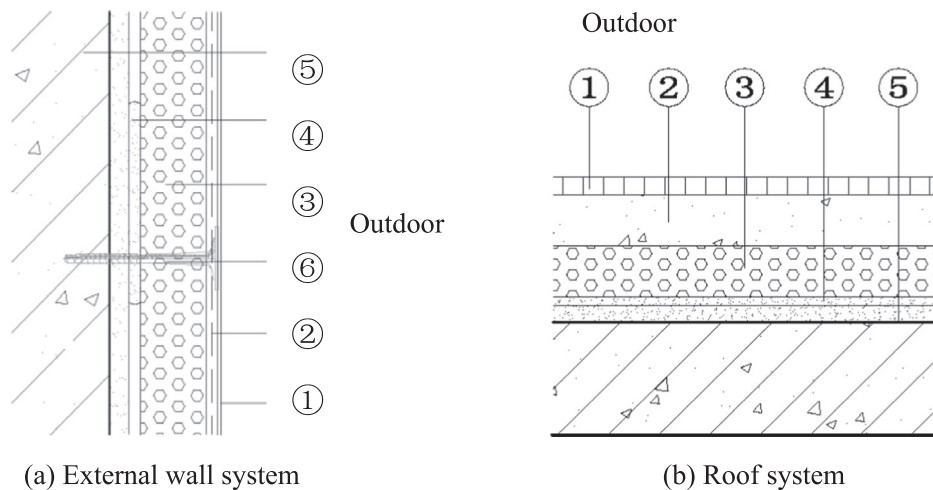 Outdoor
① ② ③ ④ ⑤
⑤
④
③
Outdoor
⑥
②
①
(a) External wall system
(b) Roof system